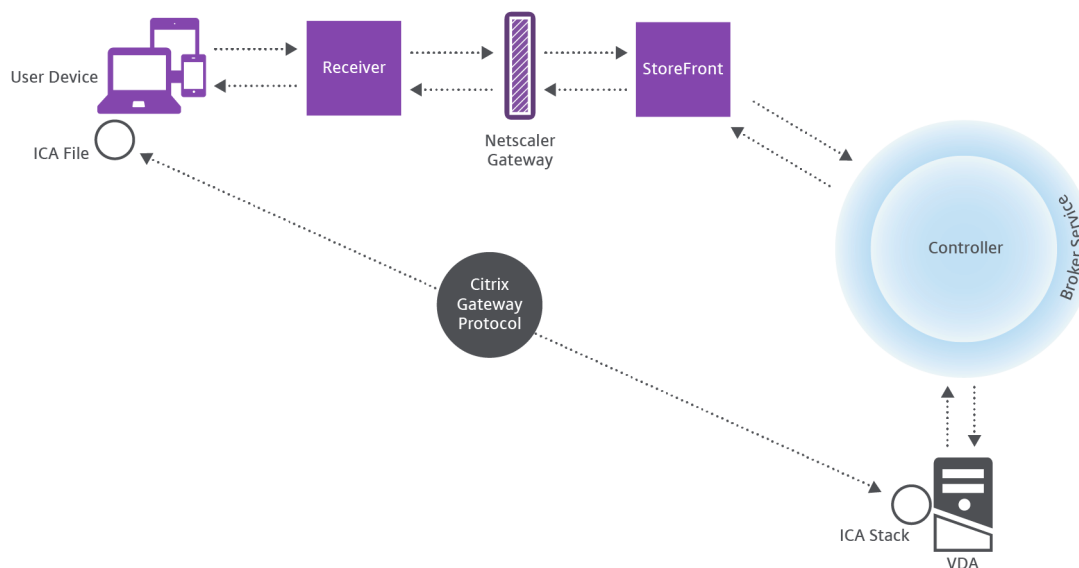 User Device
Receiver
StoreFront
Netscaler
Gateway
ICA File
Controller
Broker Service
Citrix
Gateway
Protocol
ICA Stack
VDA